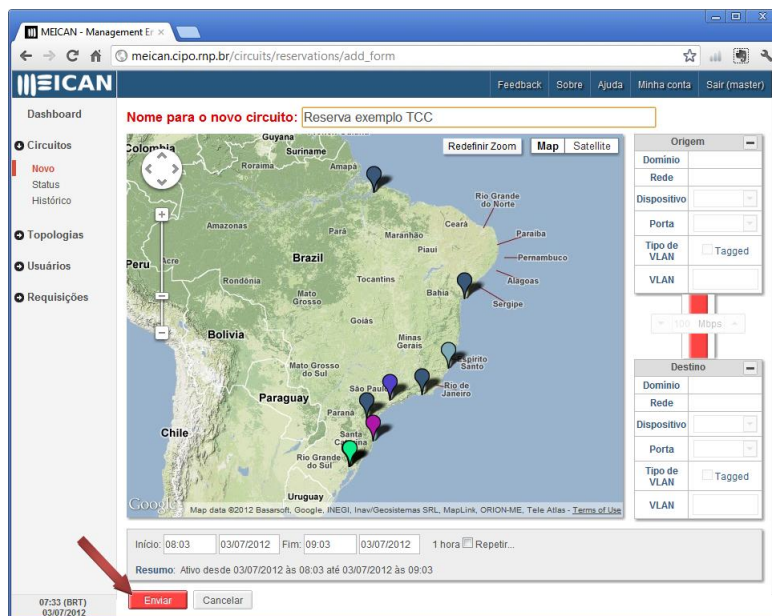 MEICAN - Management Er
meican.cipo.rnp.br/circuits/reservations/add_form
MEICAN
Feedback Sobre Ajuda Minha conta Sair (master)
Dashboard
Circuitos
Novo
Status
Histórico
Topologias
Usuários
Requisições
Nome para o novo circuito: Reserva exemplo TCC
Redefinir Zoom Map Satellite
Colombia
Guyana
Suriname
Roraima
Amapá
Rio Grande do Norte
Amazonas
Pará
Maranhão
Ceará
Paraíba
Piauí
Pernambuco
Peru
Acre
Brazil
Tocantins
Alagoas
Rondônia
Mato Grosso
Bahia
Sergipe
Goiás
Bolivia
Minas Gerais
Espírito Santo
Mato Grosso do Sul
São Paulo
Rio de Janeiro
Paraguay
Paraná
Chile
Santa Catarina
Rio Grande do Sul
Uruguay
Google
Map data ©2012 Basarsoft, Google, INEGI, Inav/Geosistemas SRL, MapLink, ORION-ME, Tele Atlas - Terms of Use
Origem
Domínio
Rede
Dispositivo
Porta
Tipo de VLAN Tagged
VLAN
100 Mbps
Destino
Domínio
Rede
Dispositivo
Porta
Tipo de VLAN Tagged
VLAN
Início: 08:03 03/07/2012 Fim: 09:03 03/07/2012 1 hora Repetir...
Resumo: Ativo desde 03/07/2012 às 08:03 até 03/07/2012 às 09:03
Enviar Cancelar
07:33 (BRT)
03/07/2012